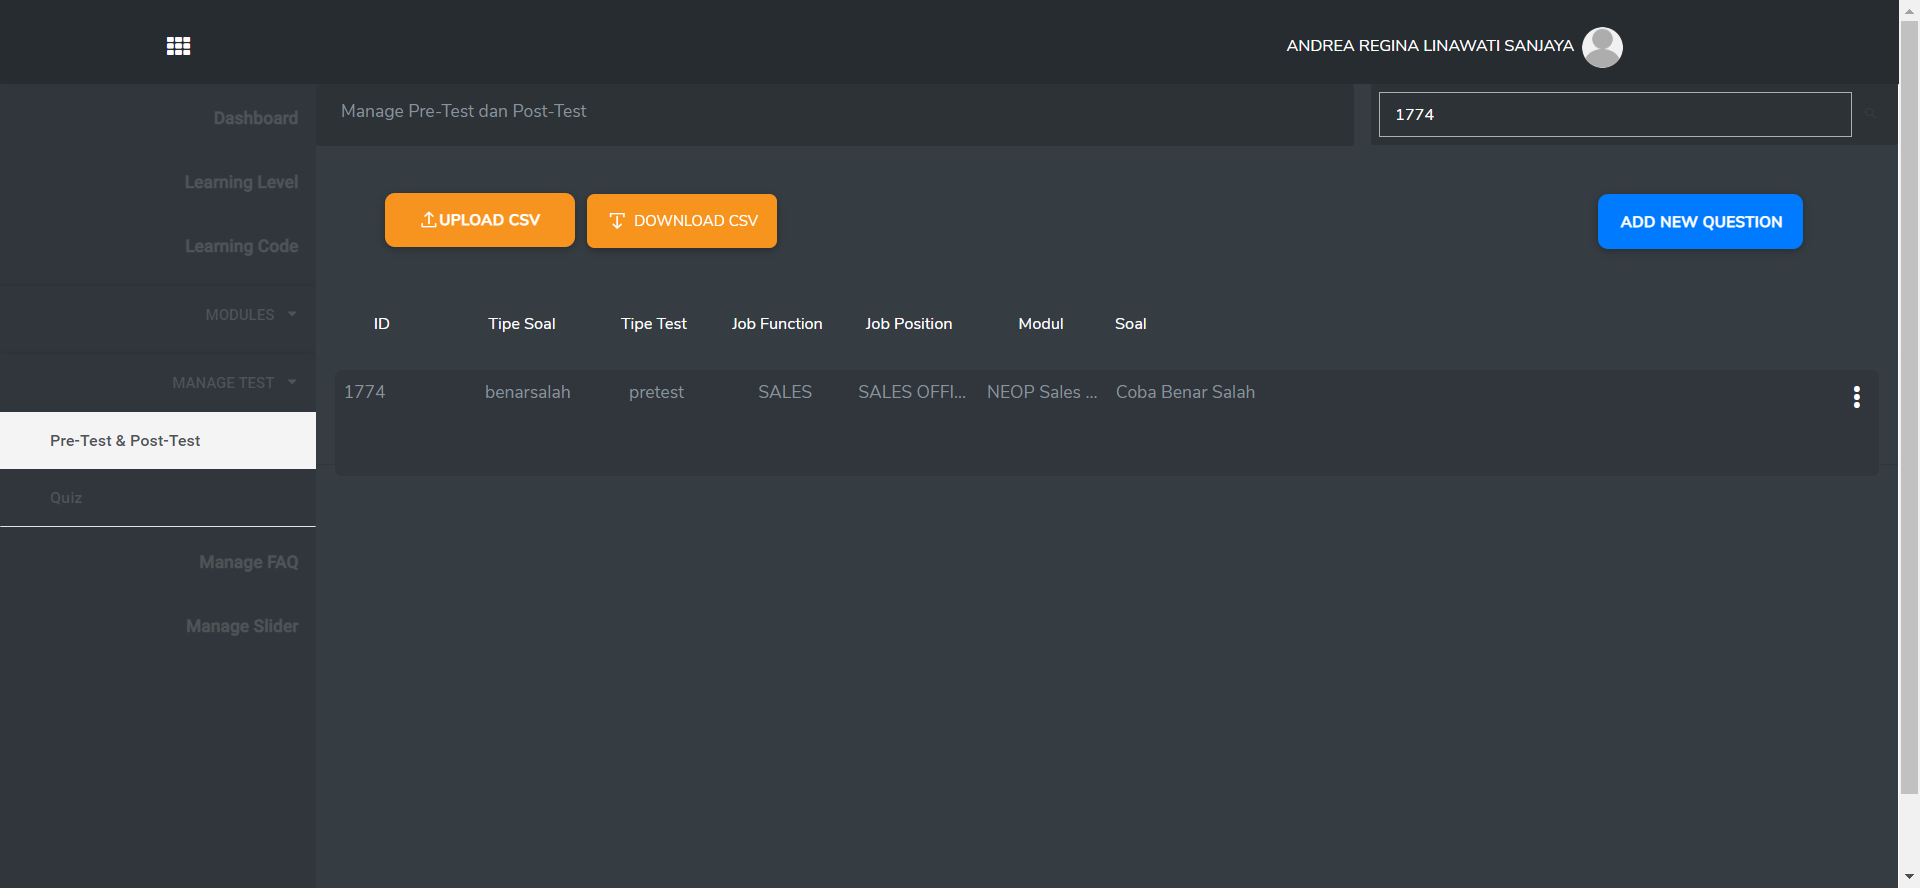 ANDREA REGINA LINAWATI SANJAYA
Dashboard
Learning Level
Learning Code
MODULES
MANAGE TEST
Pre-Test & Post-Test
Quiz
Manage FAQ
Manage Slider
Manage Pre-Test dan Post-Test
1774
UPLOAD CSV
DOWNLOAD CSV
ADD NEW QUESTION
ID Tipe Soal Tipe Test Job Function Job Position Modul Soal
1774 benarsalah pretest SALES SALES OFFI... NEOP Sales ... Coba Benar Salah